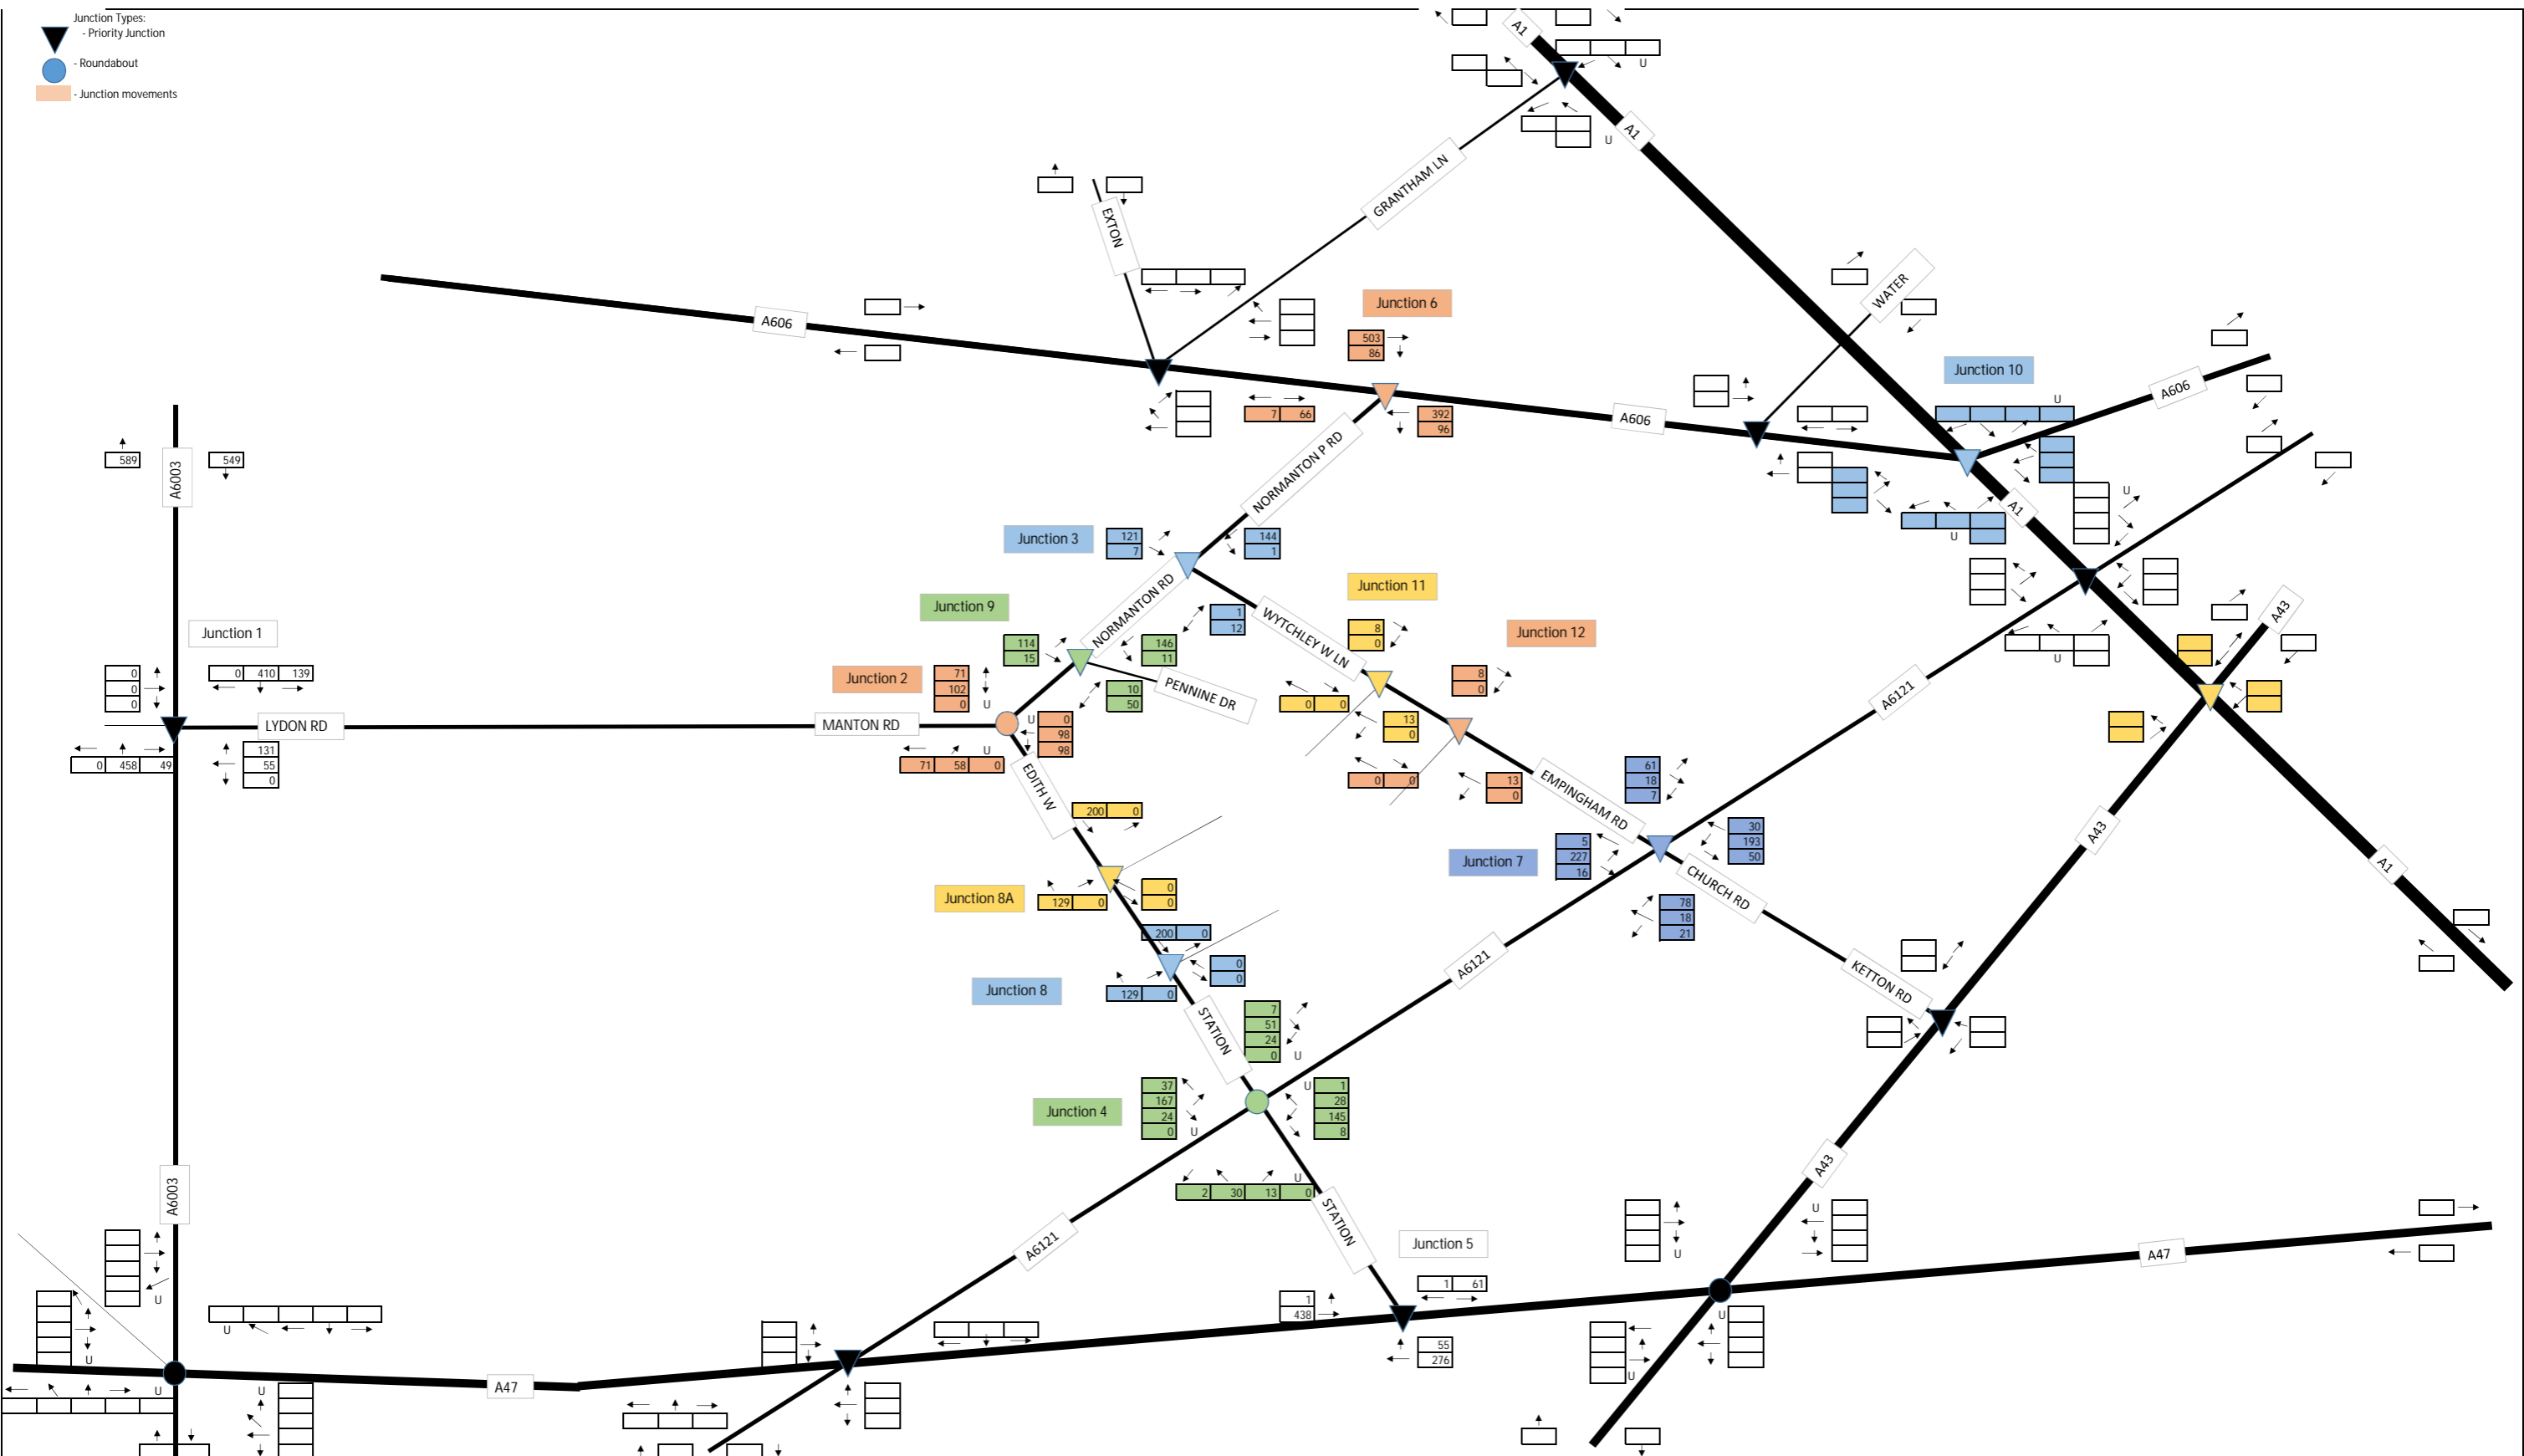 Junction Types:
- Priority Junction
- Roundabout
- Junction movements
A1
U
A1
U
GRANTHAM LN
EXTON
WATER
A606
Junction 6
503
86
7 66
392
96
A606
Junction 10
U
A606
A6003
589
549
NORMANTON P RD
Junction 3
121
7
144
1
U
A1
U
NORMANTON RD
Junction 9
1
12
WYTCHLEY W LN
Junction 11
8
0
Junction 12
114
15
146
11
Junction 1
0
0
0
0 410 139
Junction 2
71
102
0
U
10
50
PENNINE DR
0 0
8
0
U
A6121
A43
LYDON RD
MANTON RD
U
0
98
98
13
0
0 458 49
131
55
0
U
71 58 0
EDITH W
0 0
13
0
EMPINGHAM RD
61
18
7
200 0
Junction 7
5
227
16
30
193
50
A43
A1
CHURCH RD
Junction 8A
129 0
0
0
78
18
21
200 0
Junction 8
0
0
129 0
A6121
KETTON RD
STATION
7
51
24
0
U
Junction 4
37
167
24
0
U
U
1
28
145
8
U
2 30 13 0
A6003
STATION
A6121
Junction 5
A43
U
U
A47
1 61
1
438
55
276
U
U
U
U
U
A47
U
U